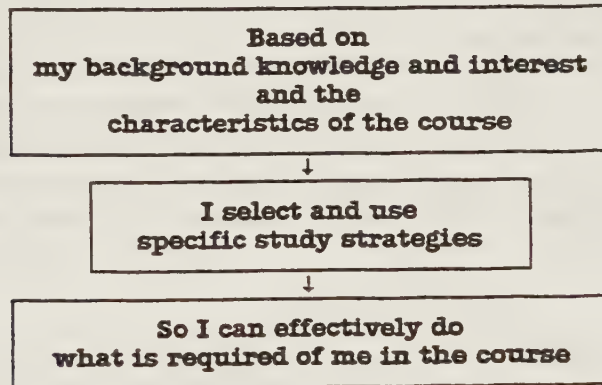 Based on
my background knowledge and interest
and the
characteristics of the course
↓
I select and use
specific study strategies
↓
So I can effectively do
what is required of me in the course